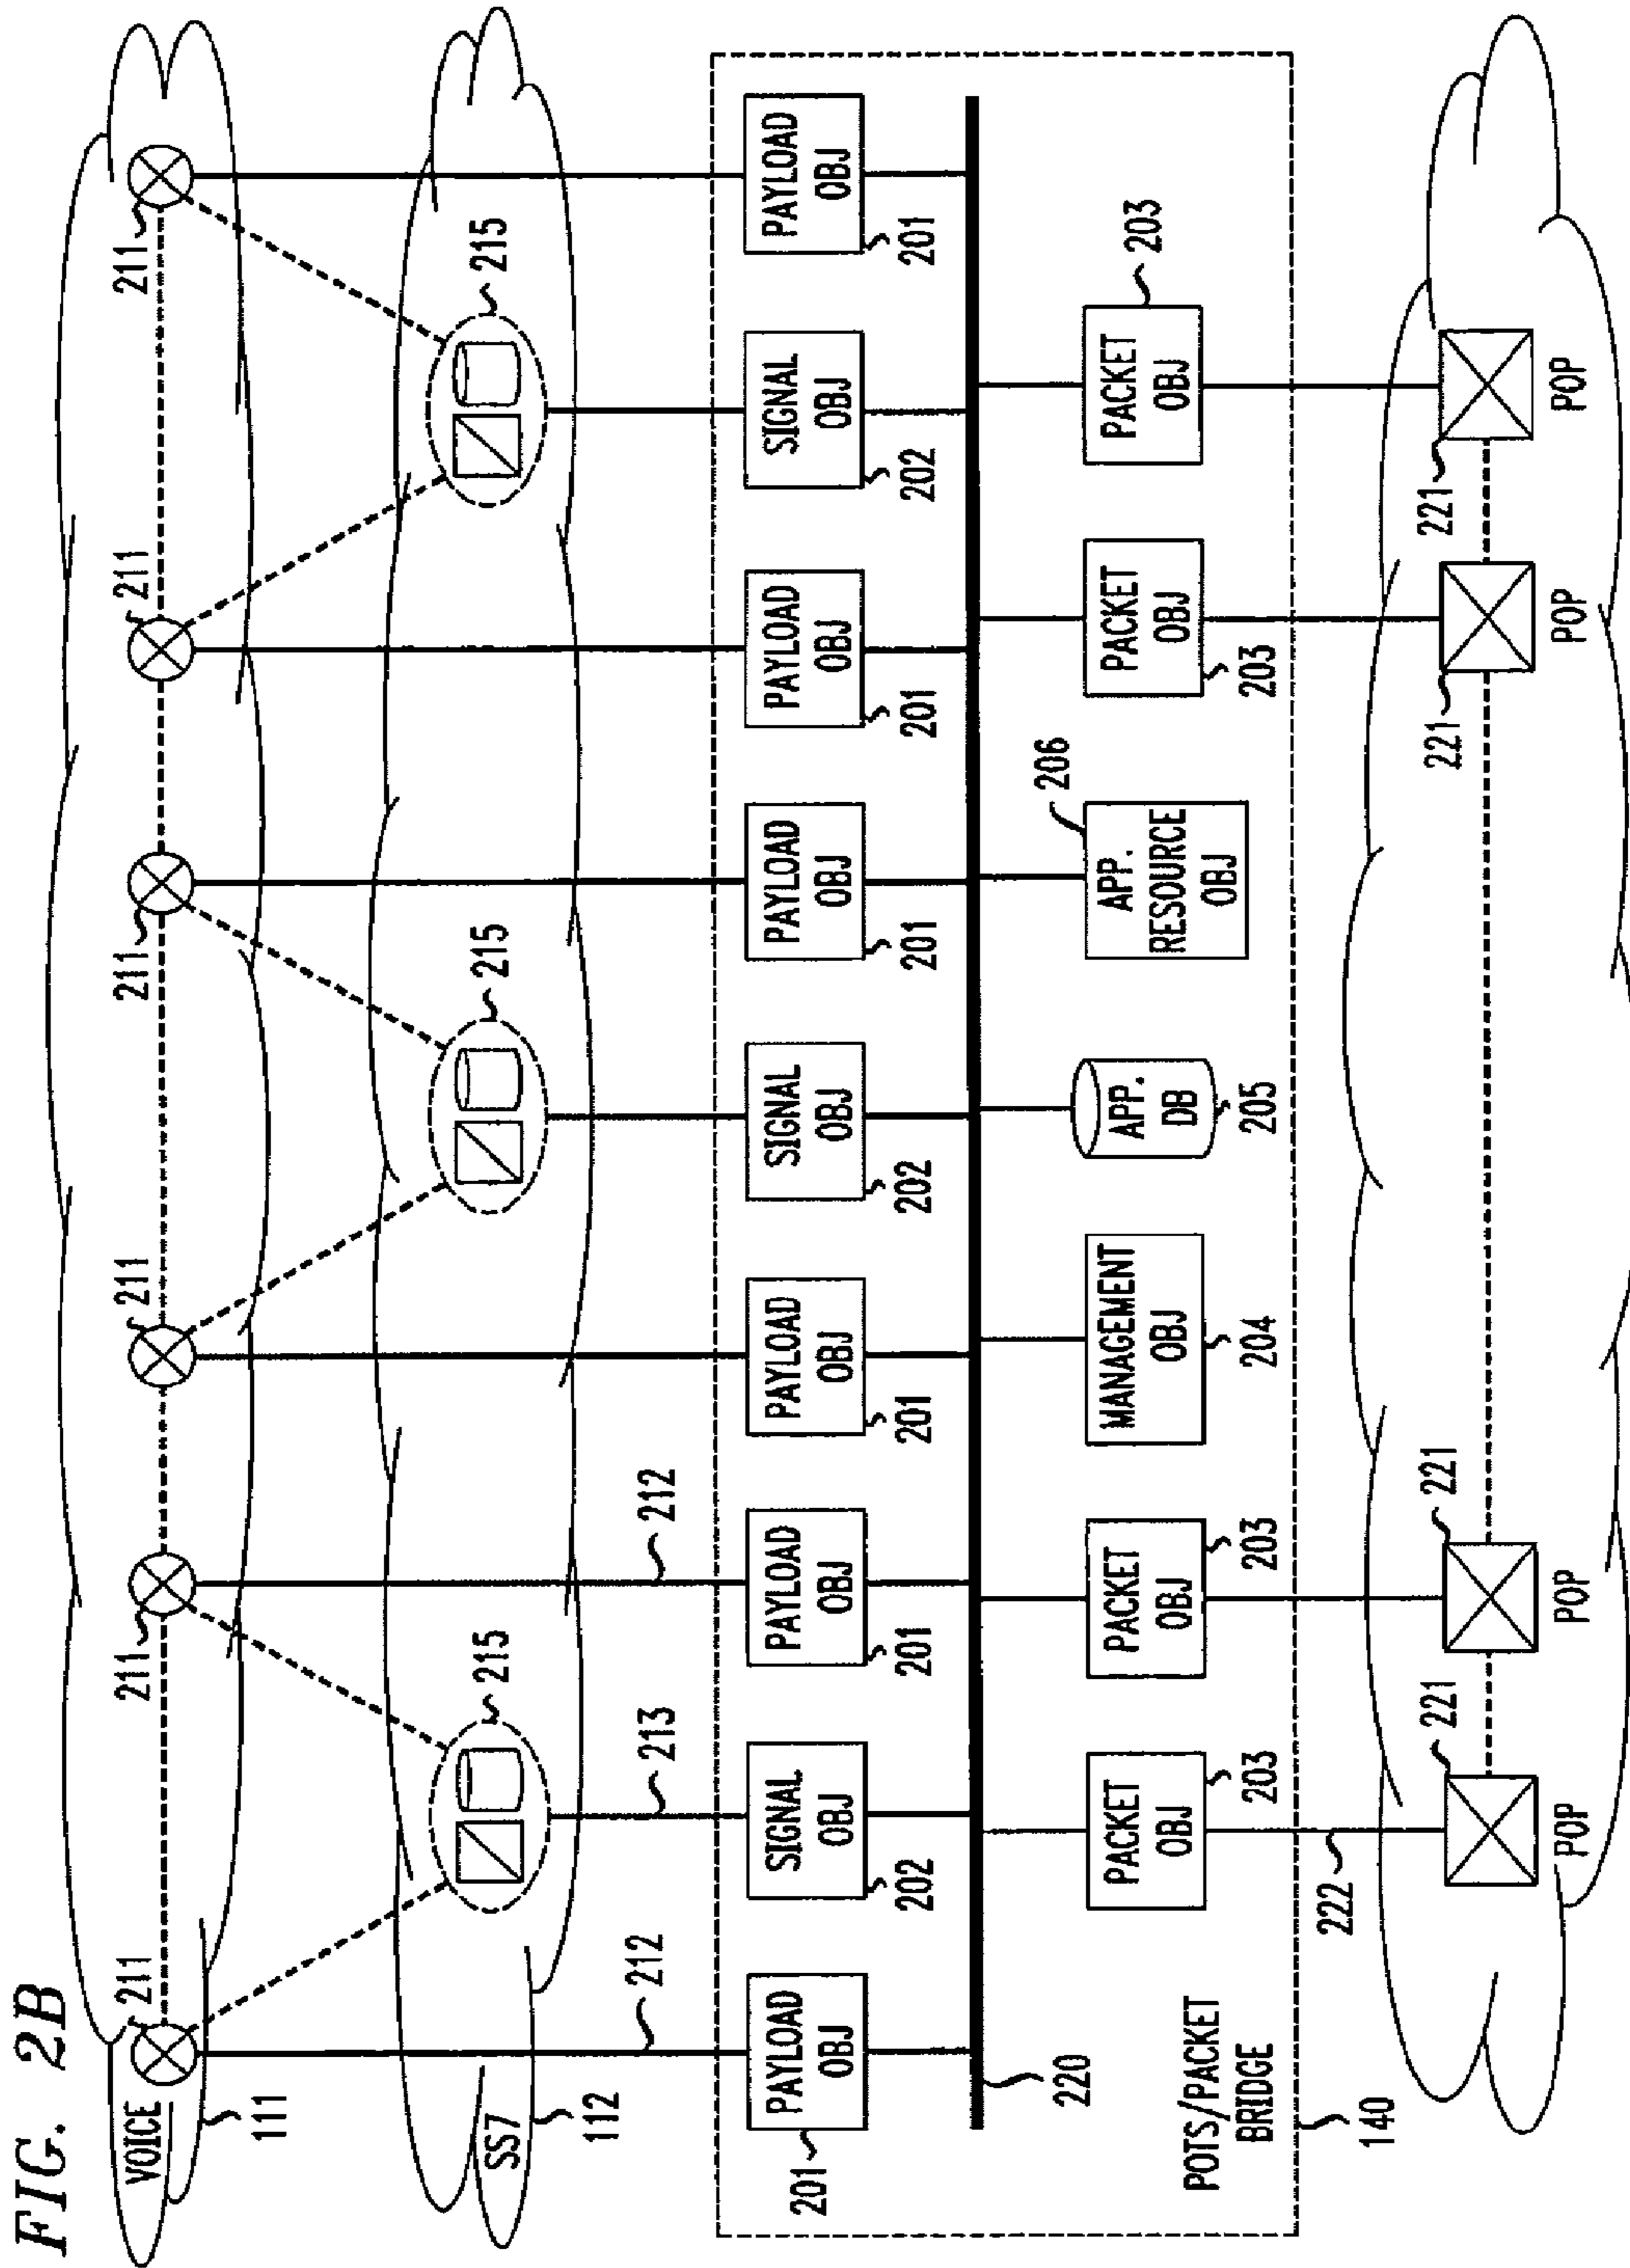 FIG. 2B
VOICE
111
211
211
211
211
211
211
SS7
112
215
215
215
212
213
212
201
PAYLOAD
OBJ
202
SIGNAL
OBJ
201
PAYLOAD
OBJ
201
PAYLOAD
OBJ
202
SIGNAL
OBJ
201
PAYLOAD
OBJ
201
PAYLOAD
OBJ
202
SIGNAL
OBJ
201
PAYLOAD
OBJ
220
PACKET
OBJ
203
PACKET
OBJ
203
MANAGEMENT
OBJ
204
APP.
DB
205
APP.
RESOURCE
OBJ
206
PACKET
OBJ
203
PACKET
OBJ
203
POTS/PACKET
BRIDGE
140
222
221
221
221
221
POP
POP
POP
POP